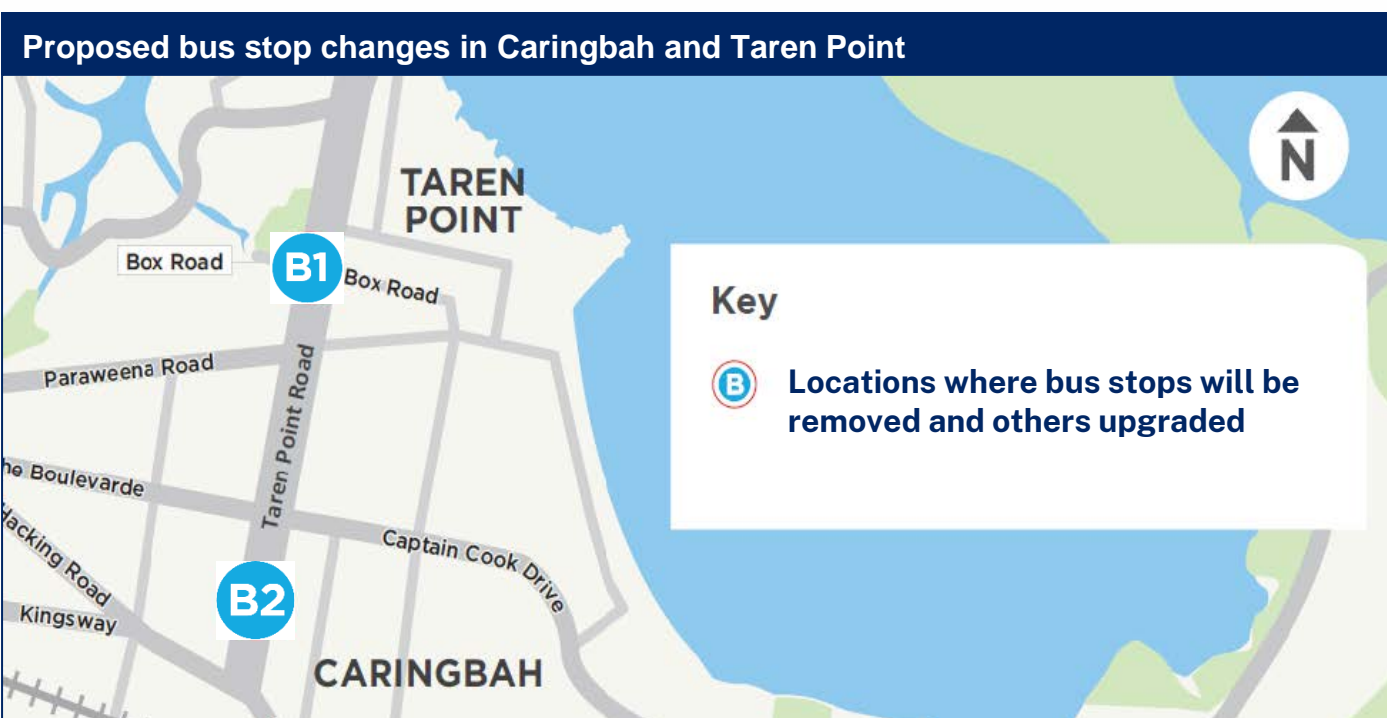 Proposed bus stop changes in Caringbah and Taren Point
N
TAREN
POINT
Box Road
B1
Box Road
Key
Paraweena Road
B
Locations where bus stops will be
removed and others upgraded
Taren Point Road
he Boulevarde
Captain Cook Drive
Hacking Road
B2
Kingsway
CARINGBAH